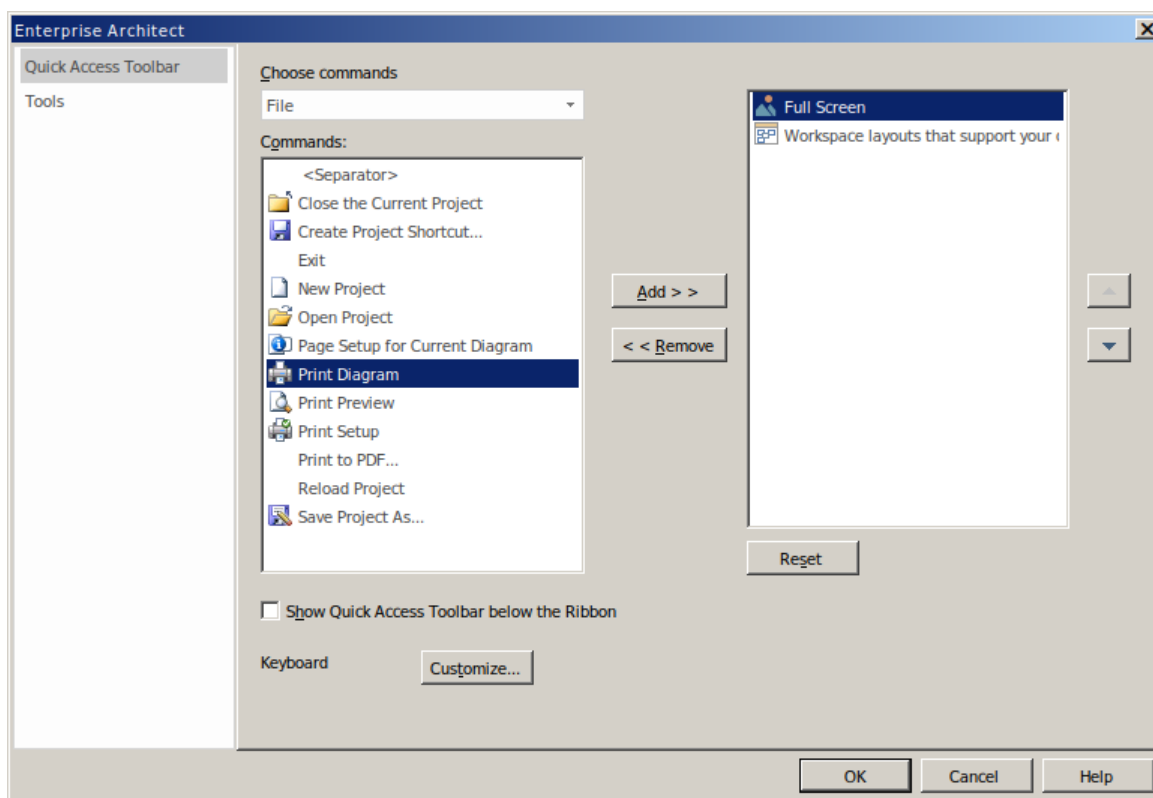 Enterprise Architect
Quick Access Toolbar
Tools
Choose commands
File
Commands:
<Separator>
Close the Current Project
Create Project Shortcut...
Exit
New Project
Open Project
Page Setup for Current Diagram
Print Diagram
Print Preview
Print Setup
Print to PDF...
Reload Project
Save Project As...
Add > >
< < Remove
Full Screen
Workspace layouts that support your
Reset
Show Quick Access Toolbar below the Ribbon
Keyboard
Customize...
OK
Cancel
Help